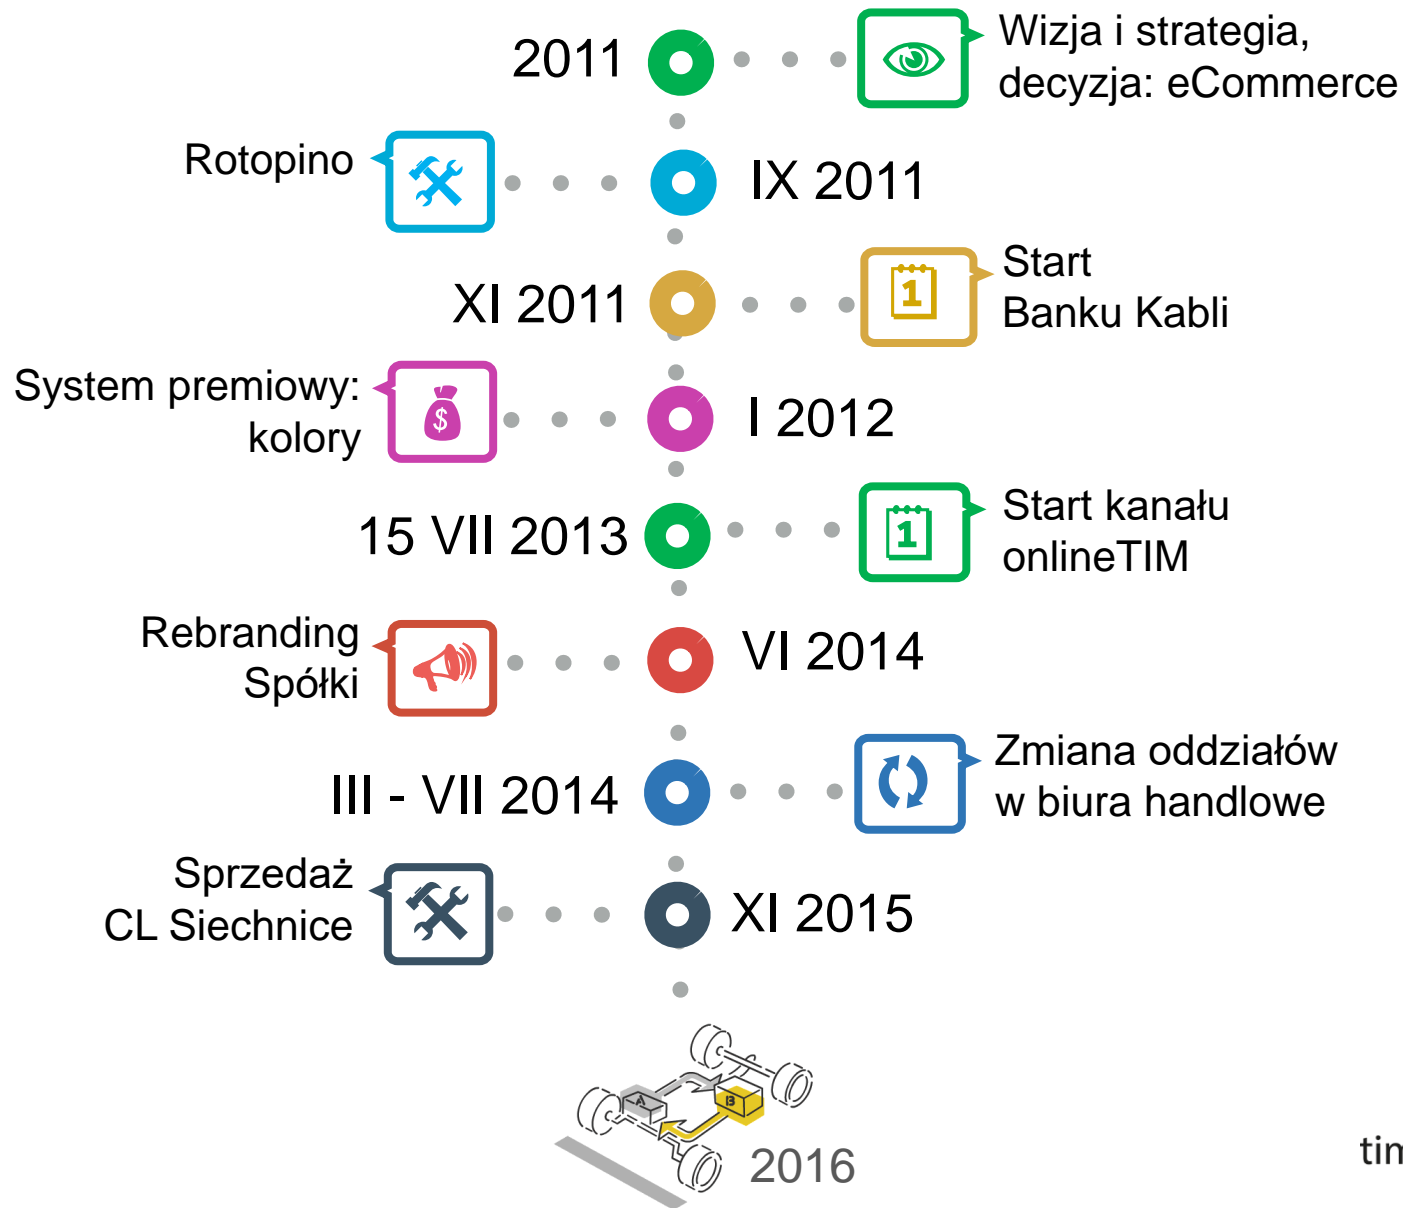 2011
Wizja i strategia,
decyzja: eCommerce
Rotopino
IX 2011
XI 2011
Start
Banku Kabli
System premiowy:
kolory
$
I 2012
15 VII 2013
1
Start kanału
onlineTIM
Rebranding
Spółki
VI 2014
III - VII 2014
Zmiana oddziałów
w biura handlowe
Sprzedaż
CL Siechnice
XI 2015
A
B
2016
tim